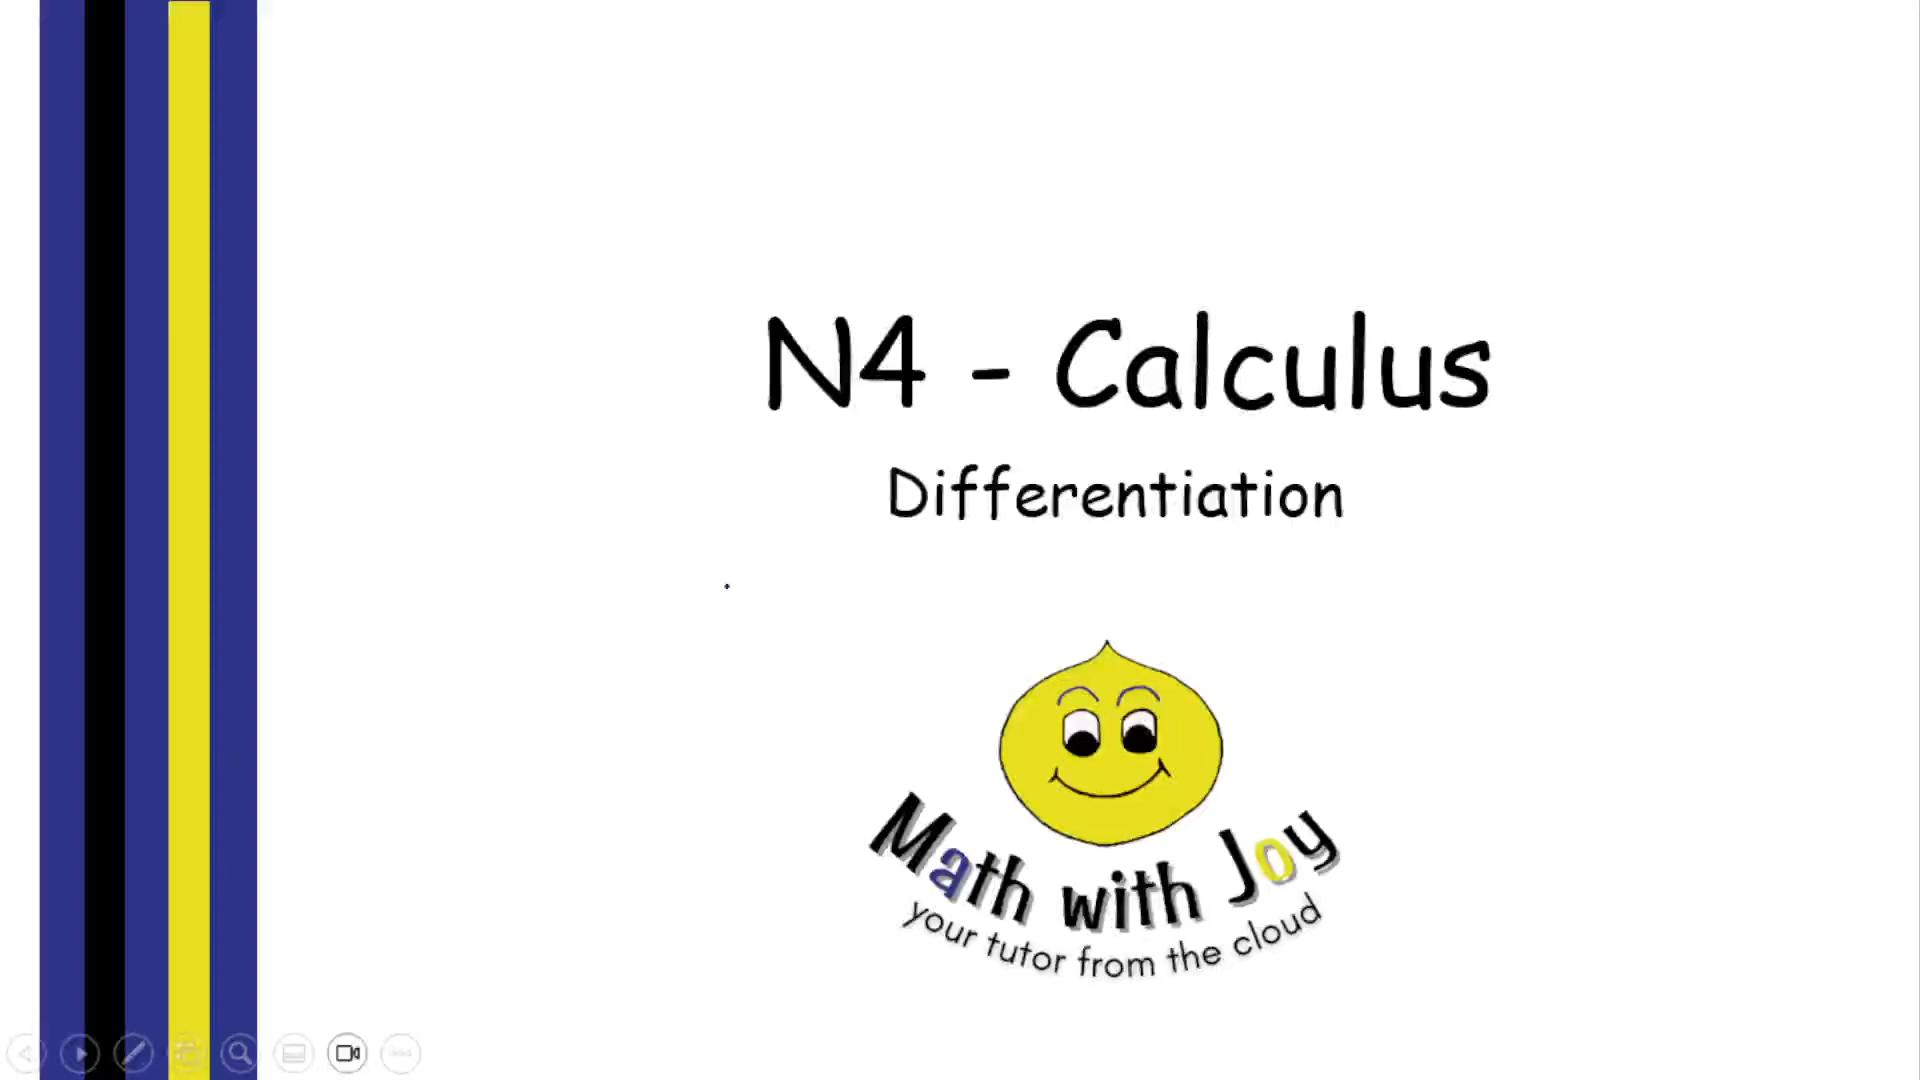 N4 - Calculus
Differentiation
Math with Joy
your tutor from the cloud